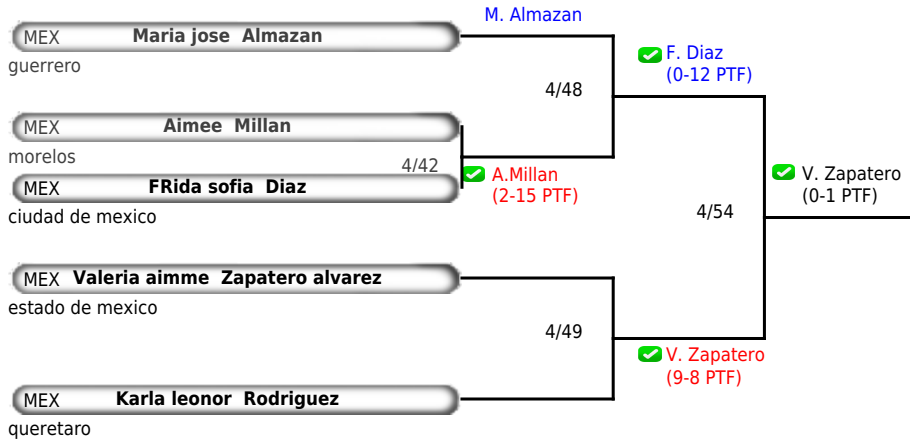 M. Almazan
MEX Maria jose Almazan
guerrero
F. Diaz
(0-12 PTF)
4/48
MEX Aimee Millan
morelos
4/42
A.Millan
(2-15 PTF)
MEX FRida sofia Diaz
ciudad de mexico
V. Zapatero
(0-1 PTF)
4/54
MEX Valeria aimme Zapatero alvarez
estado de mexico
4/49
V. Zapatero
(9-8 PTF)
MEX Karla leonor Rodriguez
queretaro